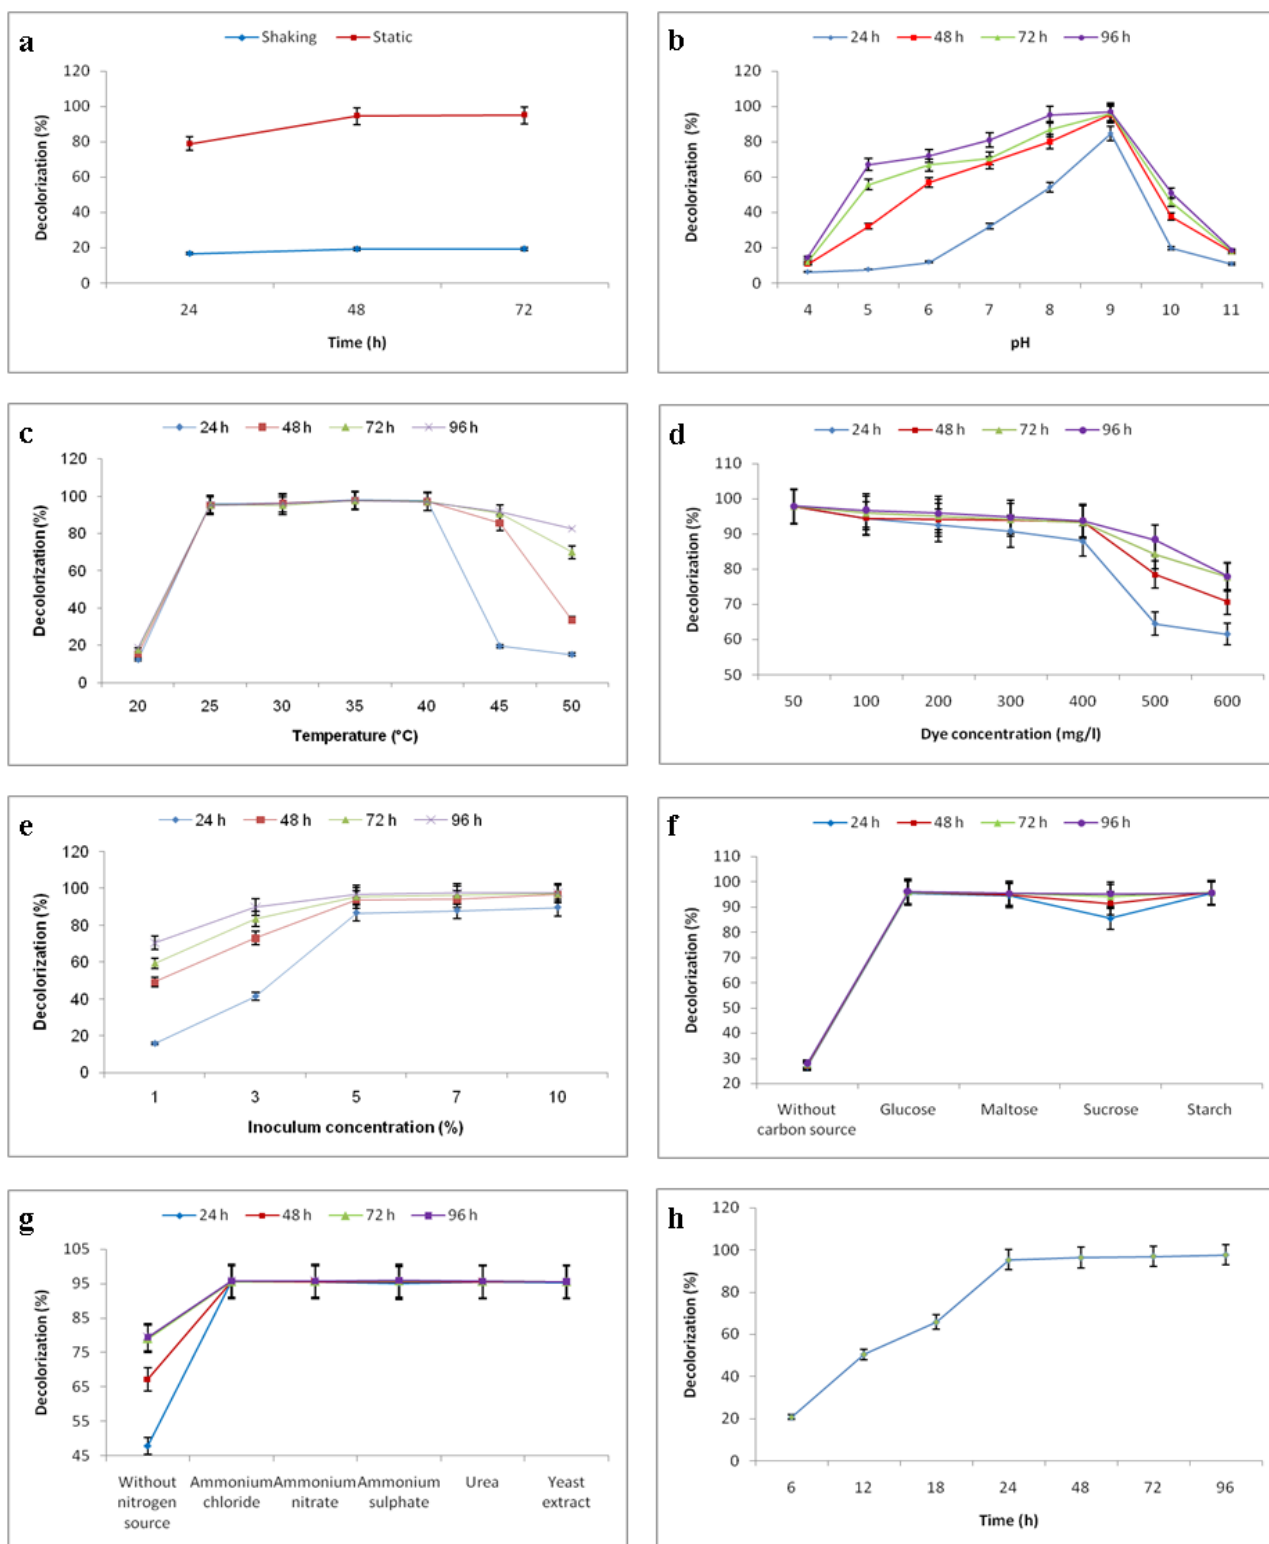 a
Shaking Static
120
100
80
60
40
20
0
24 48 72
Time (h)
Decolorization (%)
b
24 h 48 h 72 h 96 h
120
100
80
60
40
20
0
4 5 6 7 8 9 10 11
pH
Decolorization (%)
c
24 h 48 h 72 h 96 h
120
100
80
60
40
20
0
20 25 30 35 40 45 50
Temperature (°C)
Decolorization (%)
d
24 h 48 h 72 h 96 h
110
100
90
80
70
60
50
50 100 200 300 400 500 600
Dye concentration (mg/l)
Decolorization (%)
e
24 h 48 h 72 h 96 h
120
100
80
60
40
20
0
1 3 5 7 10
Inoculum concentration (%)
Decolorization (%)
f
24 h 48 h 72 h 96 h
110
100
90
80
70
60
50
40
30
20
Without Glucose Maltose Sucrose Starch
carbon source
Decolorization (%)
g
24 h 48 h 72 h 96 h
105
95
85
75
65
55
45
Without Ammonium Ammonium Ammonium Urea Yeast
nitrogen chloride nitrate sulphate extract
source
Decolorization (%)
h
120
100
80
60
40
20
0
6 12 18 24 48 72 96
Time (h)
Decolorization (%)